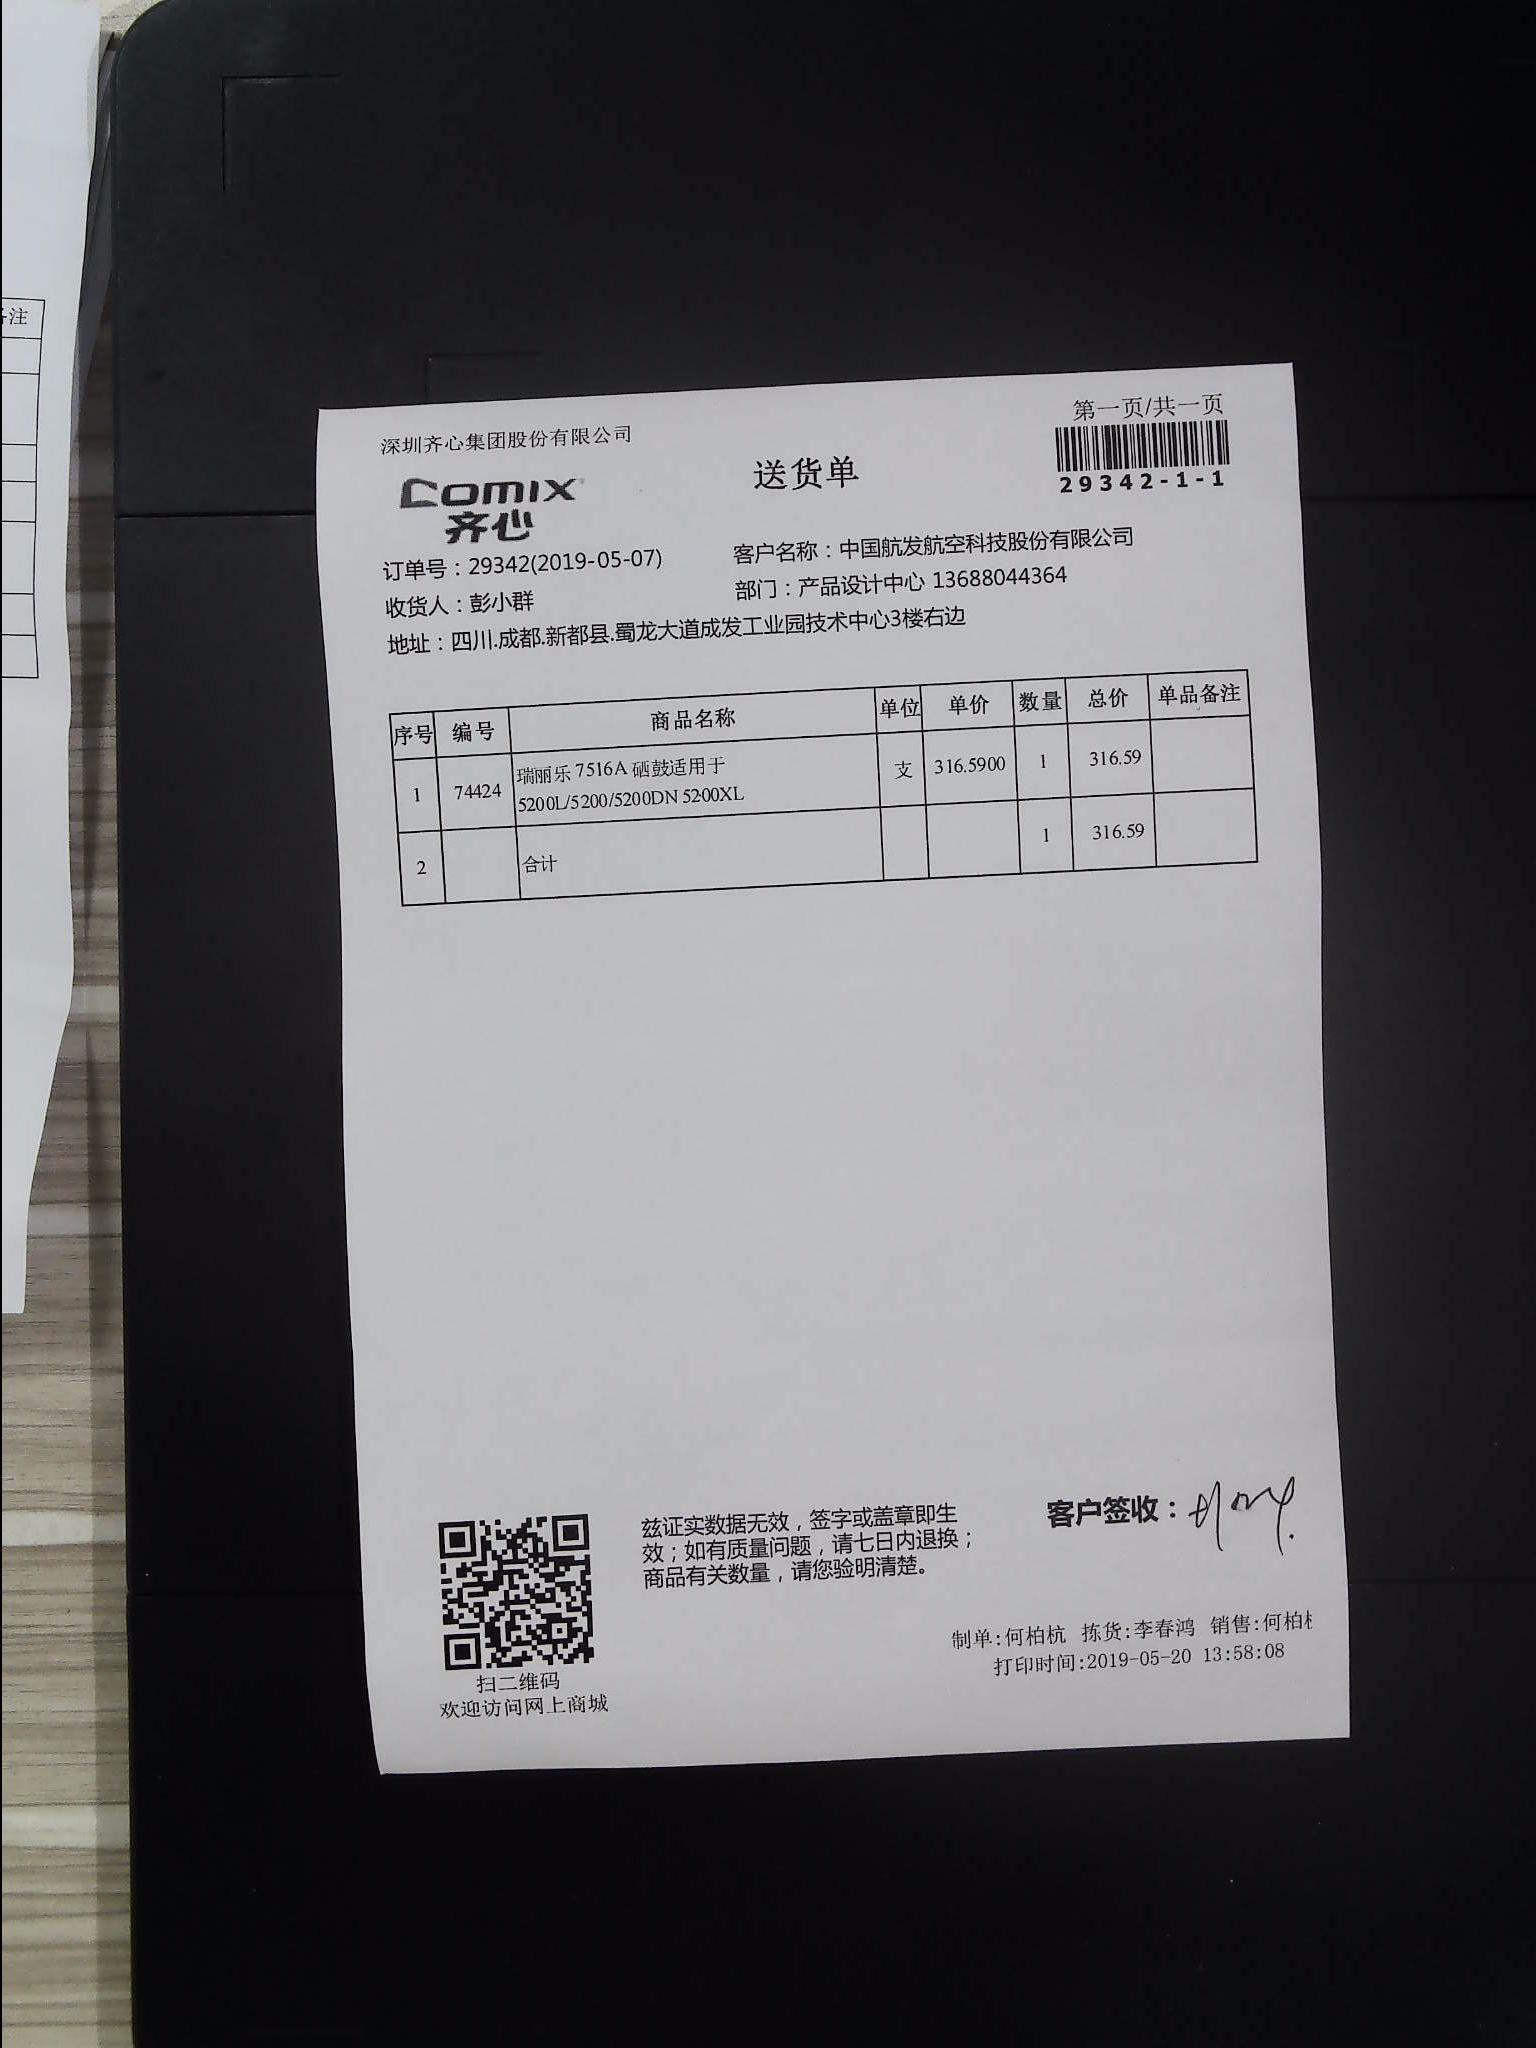 备注
深圳齐心集团股份有限公司
第一页/共一页
COMIX
齐心
送货单
29342-1-1
订单号：29342(2019-05-07)
客户名称：中国航发航空科技股份有限公司
收货人：彭小群
部门：产品设计中心 13688044364
地址：四川.成都.新都县.蜀龙大道成发工业园技术中心3楼右边
序号 编号 商品名称 单位 单价 数量 总价 单品备注
1 74424 瑞丽乐 7516A 硒鼓适用于 支 316.5900 1 316.59
5200L/5200/5200DN 5200XL
2 合计 1 316.59
兹证实数据无效，签字或盖章即生
效；如有质量问题，请七日内退换；
商品有关数量，请您验明清楚。
客户签收：
扫二维码
欢迎访问网上商城
制单:何柏杭 拣货:李春鸿 销售:何柏
打印时间:2019-05-20 13:58:08